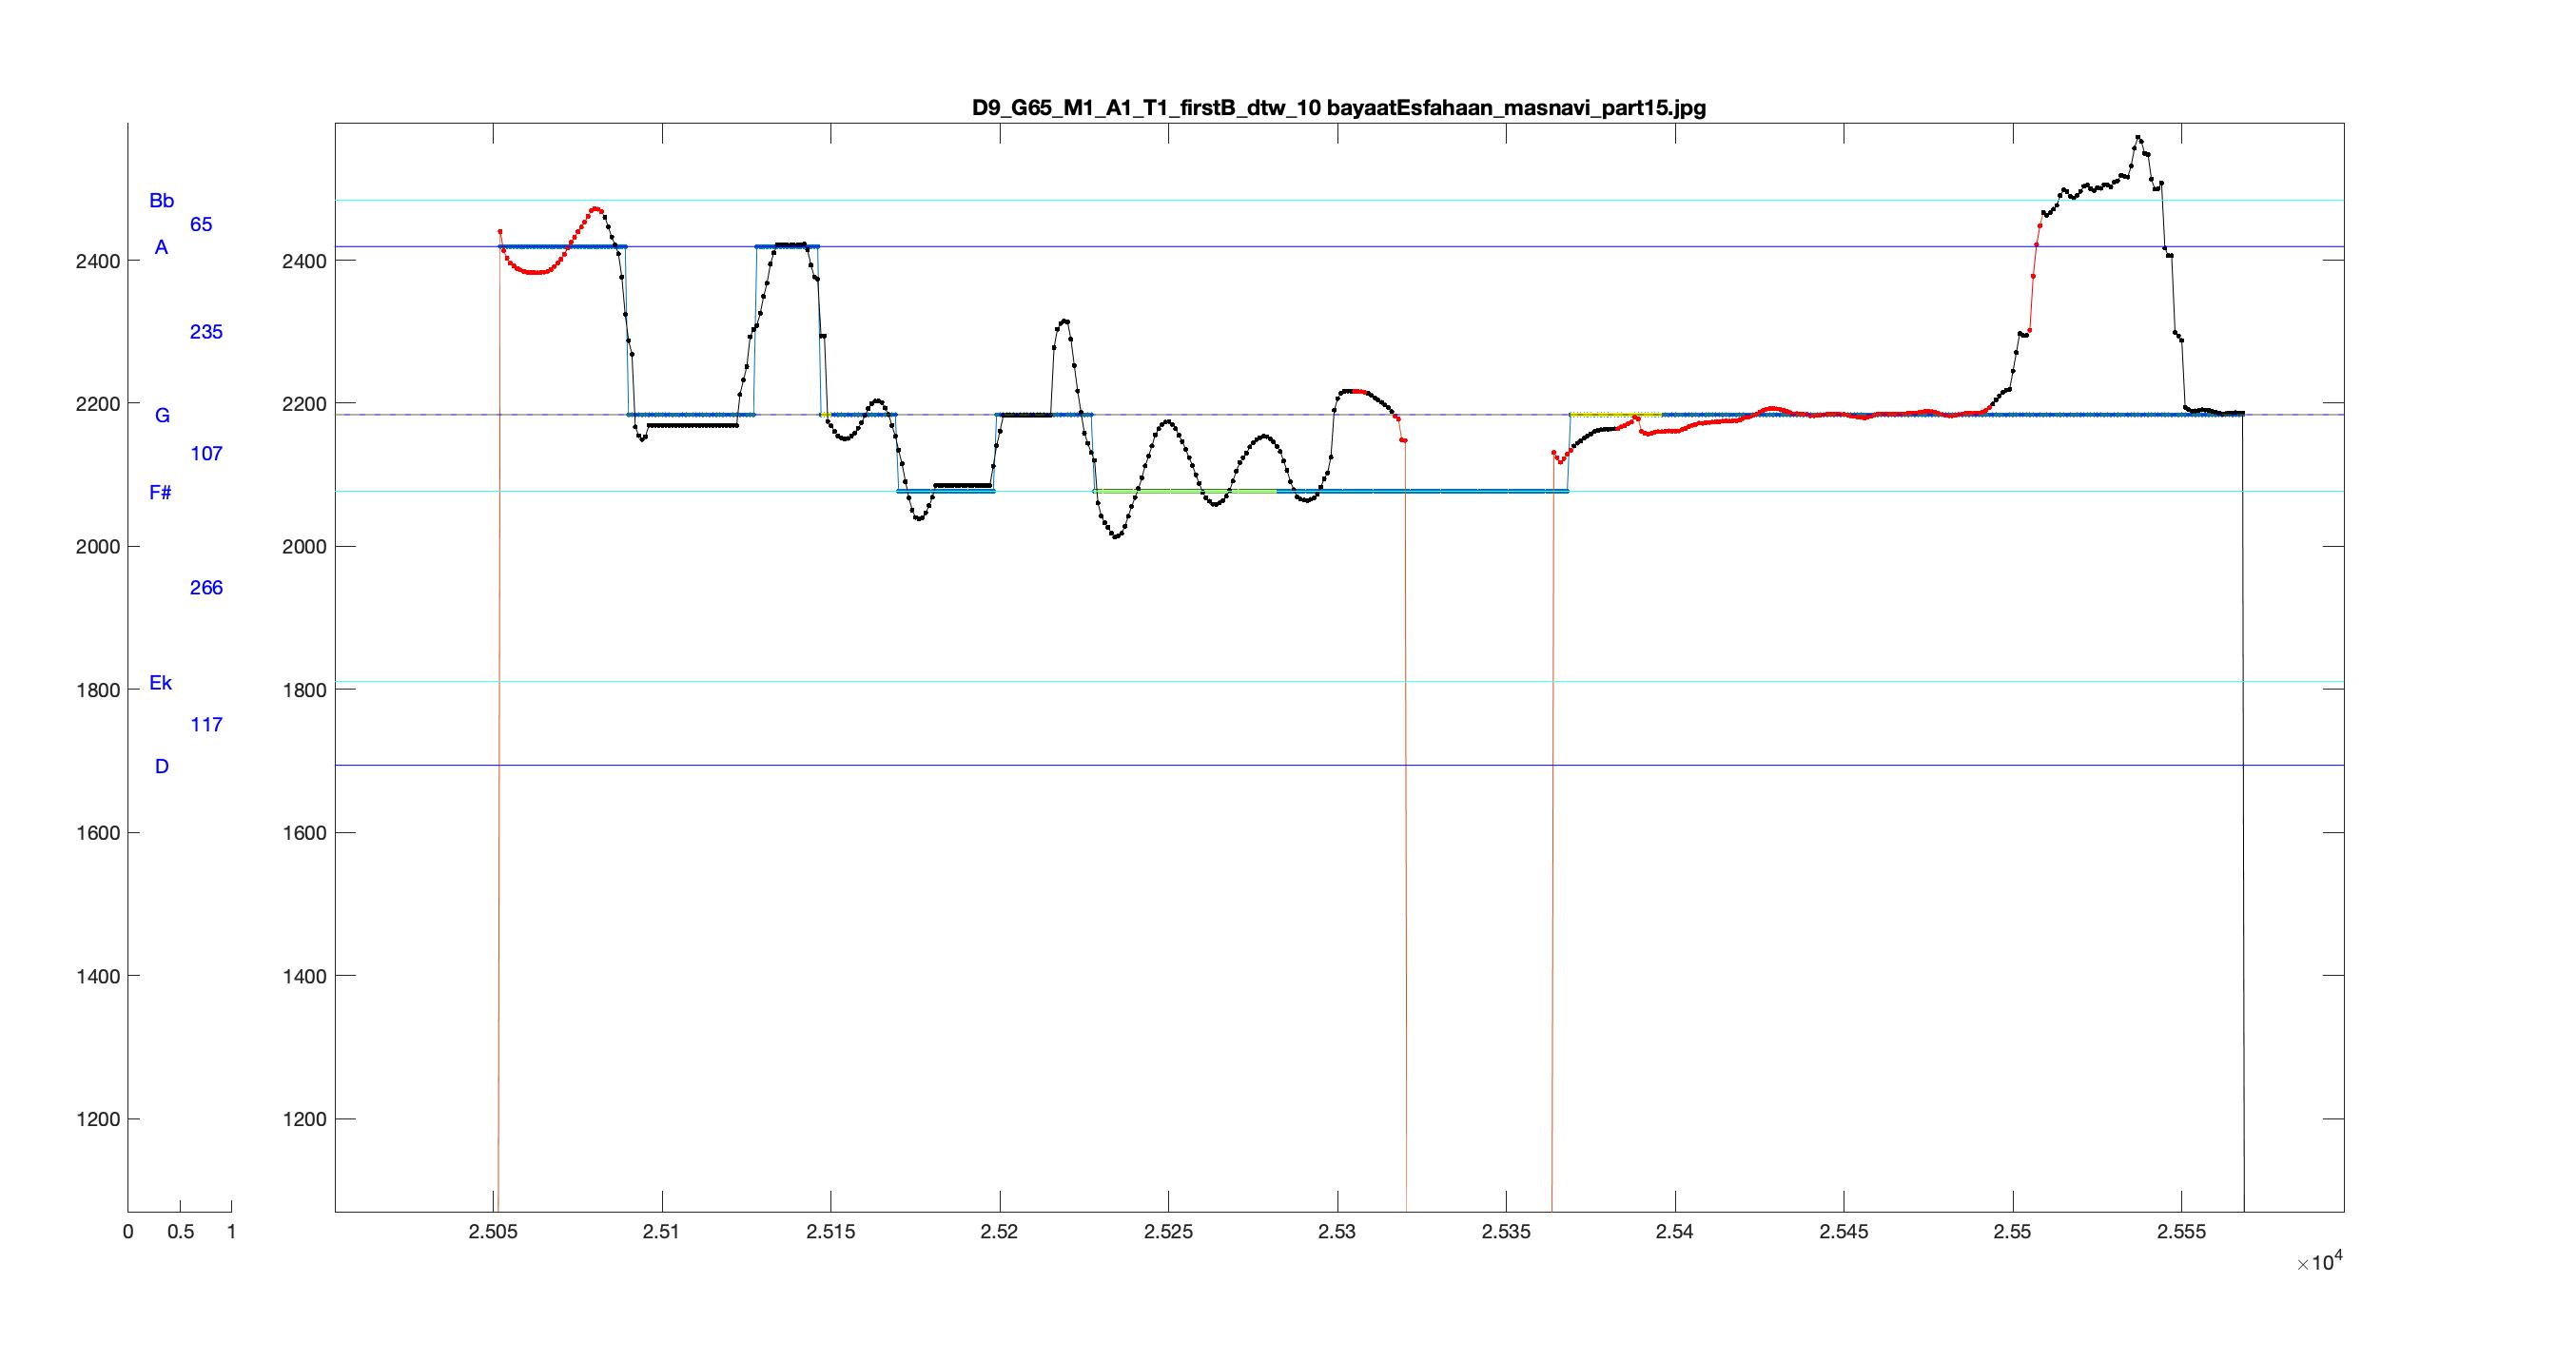 D9_G65_M1_A1_T1_firstB_dtw_10 bayaatEsfahaan_masnavi_part15.jpg
Bb
65
A
2400 2400
235
2200 G 2200
107
F#
2000 2000
266
1800 Ek 1800
117
D
1600 1600
1400 1400
1200 1200
0 0.5 1 2.505 2.51 2.515 2.52 2.525 2.53 2.535 2.54 2.545 2.55 2.555
×10^4